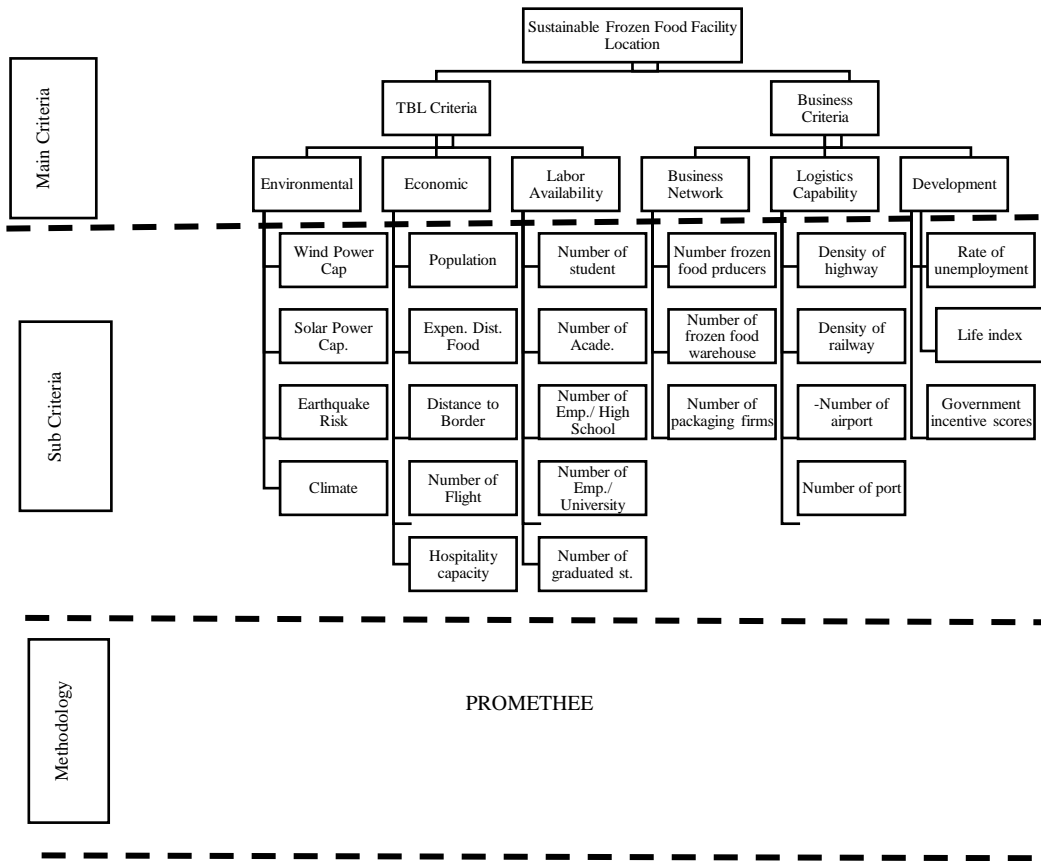 Sustainable Frozen Food Facility
Location
Main Criteria
TBL Criteria
Business
Criteria
Environmental
Economic
Labor
Availability
Business
Network
Logistics
Capability
Development
Sub Criteria
Wind Power
Cap
Population
Number of
student
Number frozen
food prducers
Density of
highway
Rate of
unemployment
Solar Power
Cap.
Expen. Dist.
Food
Number of
Acade.
Number of
frozen food
warehouse
Density of
railway
Life index
Earthquake
Risk
Distance to
Border
Number of
Emp./ High
School
Number of
packaging firms
-Number of
airport
Government
incentive scores
Climate
Number of
Flight
Number of
Emp./
University
Number of port
Hospitality
capacity
Number of
graduated st.
Methodology
PROMETHEE